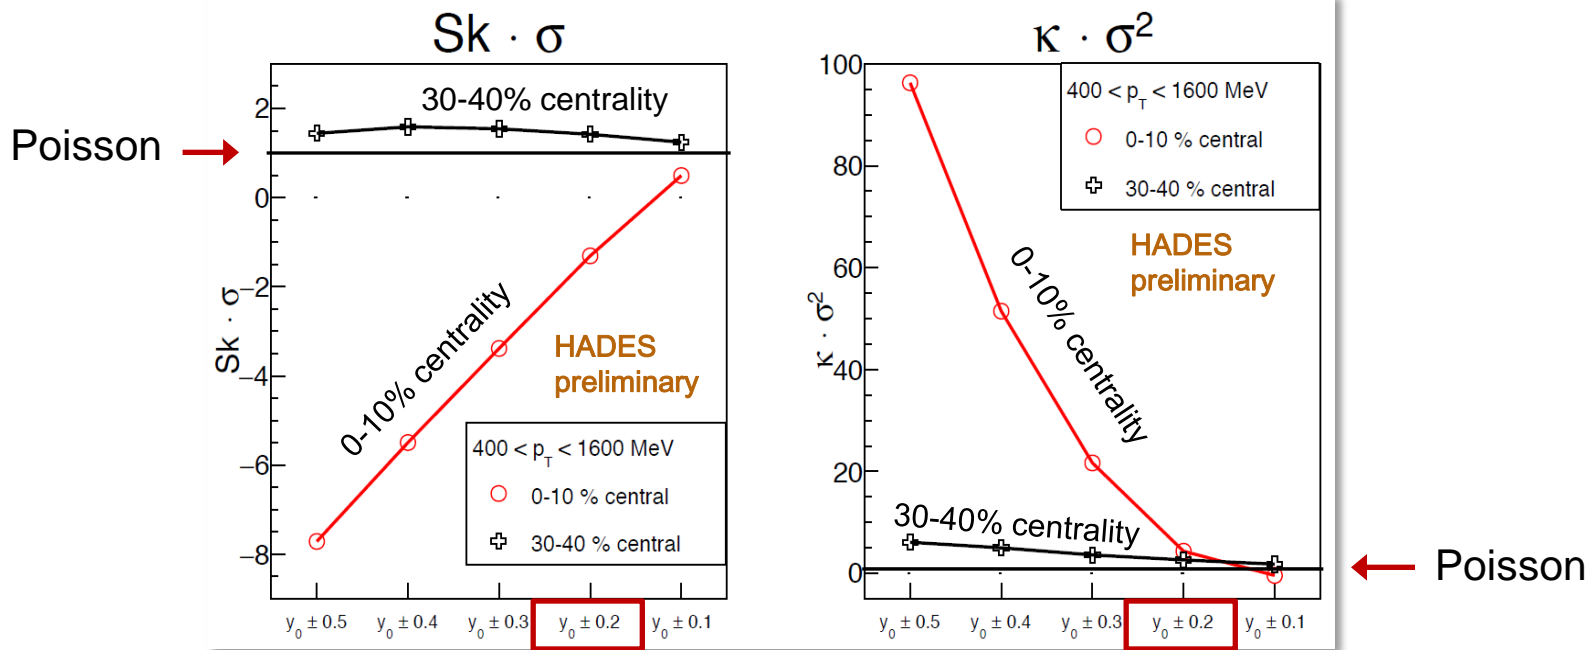 Sk · σ
Poisson
30-40% centrality
2
0
−2
−4
−6
−8
Sk · σ
0-10% centrality
HADES
preliminary
400 < p_T < 1600 MeV
0-10 % central
30-40 % central
y_0 ± 0.5
y_0 ± 0.4
y_0 ± 0.3
y_0 ± 0.2
y_0 ± 0.1
κ · σ²
100
80
60
40
20
0
κ · σ²
400 < p_T < 1600 MeV
0-10 % central
30-40 % central
HADES
preliminary
0-10% centrality
30-40% centrality
Poisson
y_0 ± 0.5
y_0 ± 0.4
y_0 ± 0.3
y_0 ± 0.2
y_0 ± 0.1